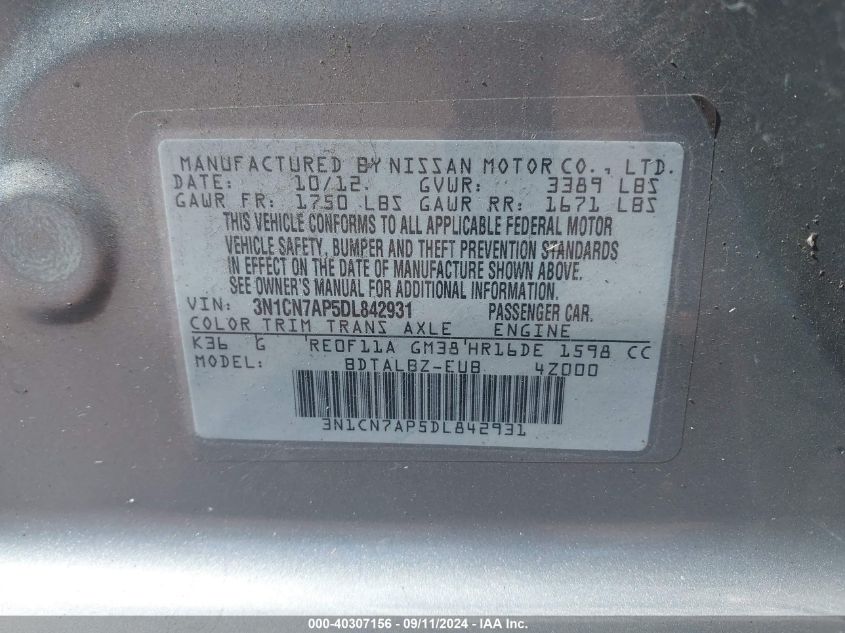 MANUFACTURED BY NISSAN MOTOR CO., LTD.
DATE: 10/12. GVWR: 3389 LBS
GAWR FR: 1750 LBS GAWR RR: 1671 LBS
THIS VEHICLE CONFORMS TO ALL APPLICABLE FEDERAL MOTOR
VEHICLE SAFETY, BUMPER AND THEFT PREVENTION STANDARDS
IN EFFECT ON THE DATE OF MANUFACTURE SHOWN ABOVE.
SEE OWNER'S MANUAL FOR ADDITIONAL INFORMATION.
VIN: 3N1CN7AP5DL842931 PASSENGER CAR.
COLOR TRIM TRANS AXLE ENGINE
K36 G RE0F11A GM38 HR16DE 1598 CC
MODEL: BDTALBZ-EUB 4Z000
3N1CN7AP5DL842931
000-40307156 - 09/11/2024 - IAA Inc.